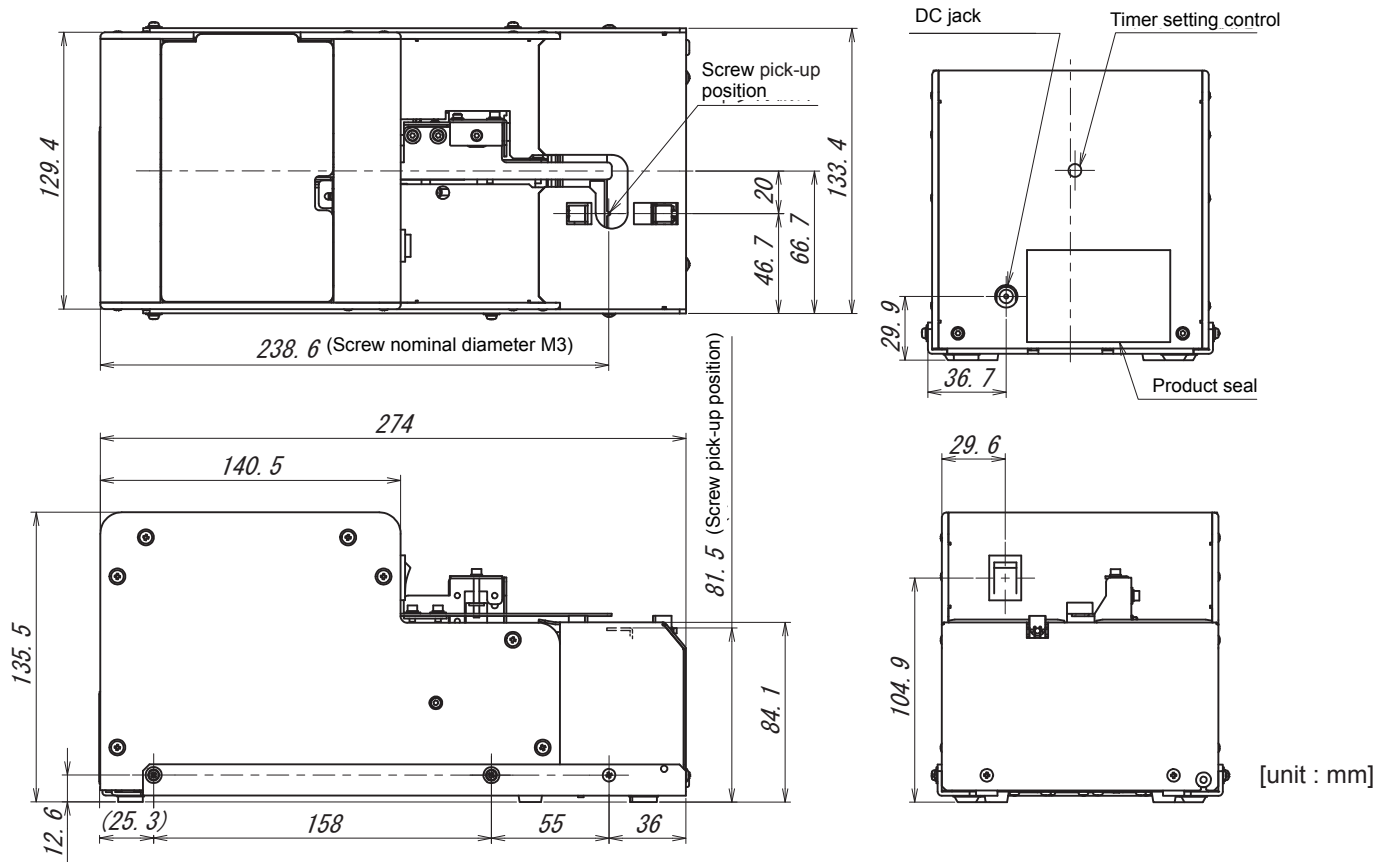 DC jack
Timer setting control
Screw pick-up
position
129. 4
20
133. 4
46. 7
66. 7
238. 6 (Screw nominal diameter M3)
29. 9
36. 7
Product seal
274
140. 5
81. 5 (Screw pick-up position)
29. 6
135. 5
84. 1
104. 9
[unit : mm]
12. 6
(25. 3)
158
55
36